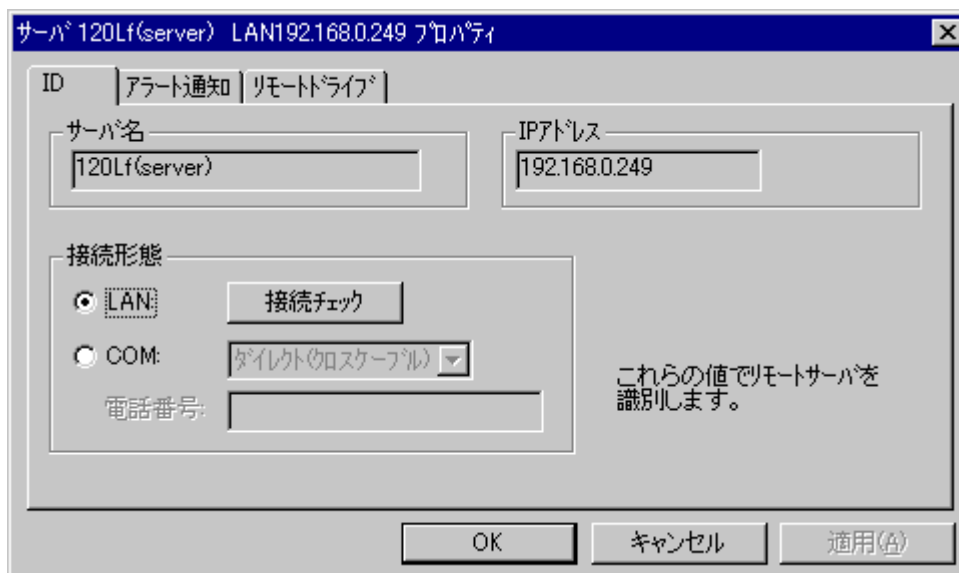 サーバ 120Lf(server) LAN192.168.0.249 プロパティ
ID アラート通知 リモートドライブ
サーバ名 IPアドレス
120Lf(server) 192.168.0.249
接続形態
LAN: 接続チェック
COM: ダイレクト(クロスケーブル)
電話番号:
これらの値でリモートサーバを
識別します。
OK キャンセル 適用(A)